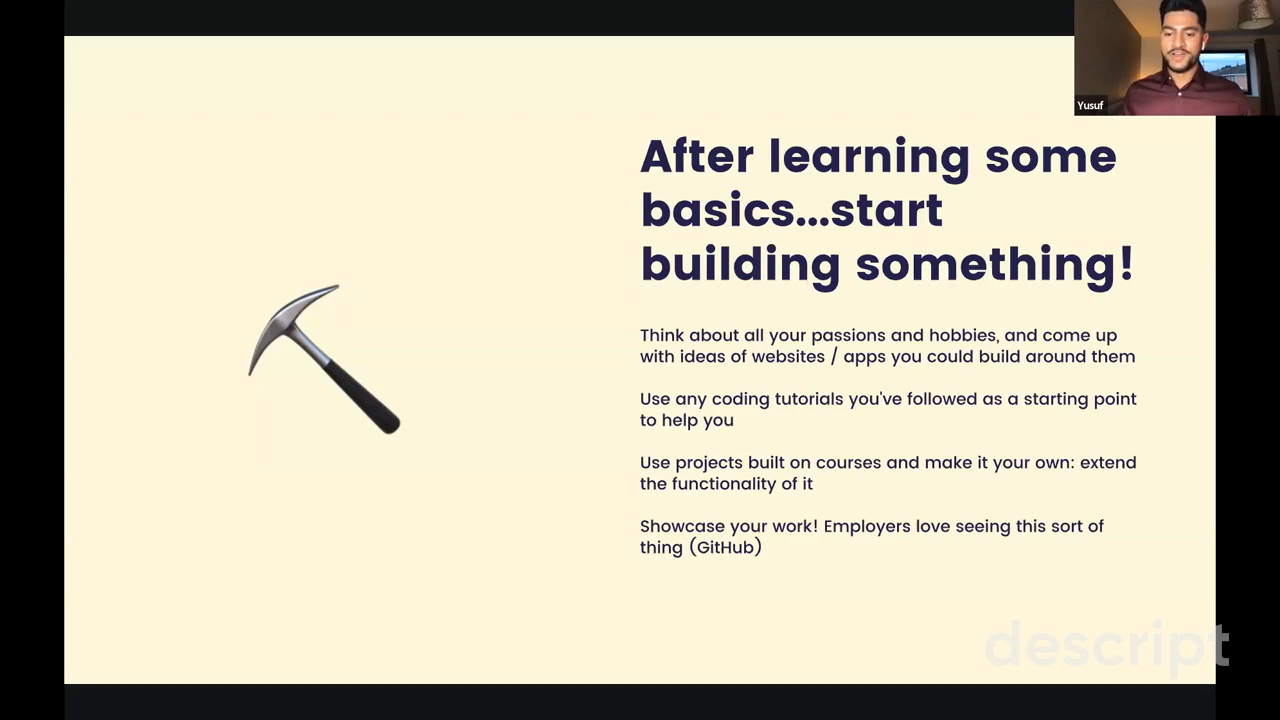 Yusuf
After learning some
basics...start
building something!
Think about all your passions and hobbies, and come up
with ideas of websites / apps you could build around them
Use any coding tutorials you've followed as a starting point
to help you
Use projects built on courses and make it your own: extend
the functionality of it
Showcase your work! Employers love seeing this sort of
thing (GitHub)
descript